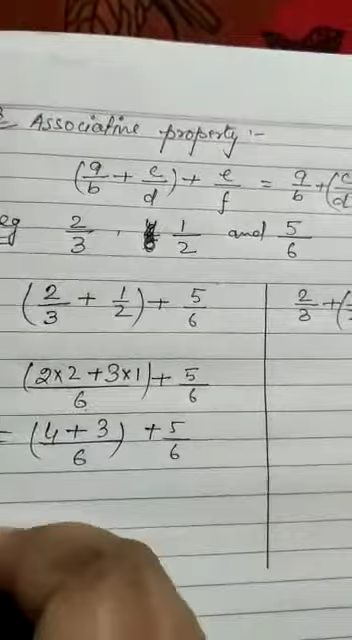 Associative property :-
(a/b + c/d) + e/f = a/b + (c/d
eg 2/3 , 1/2 and 5/6
(2/3 + 1/2) + 5/6
2/3 + (
(2×2 + 3×1)/6 + 5/6
= (4 + 3)/6 + 5/6